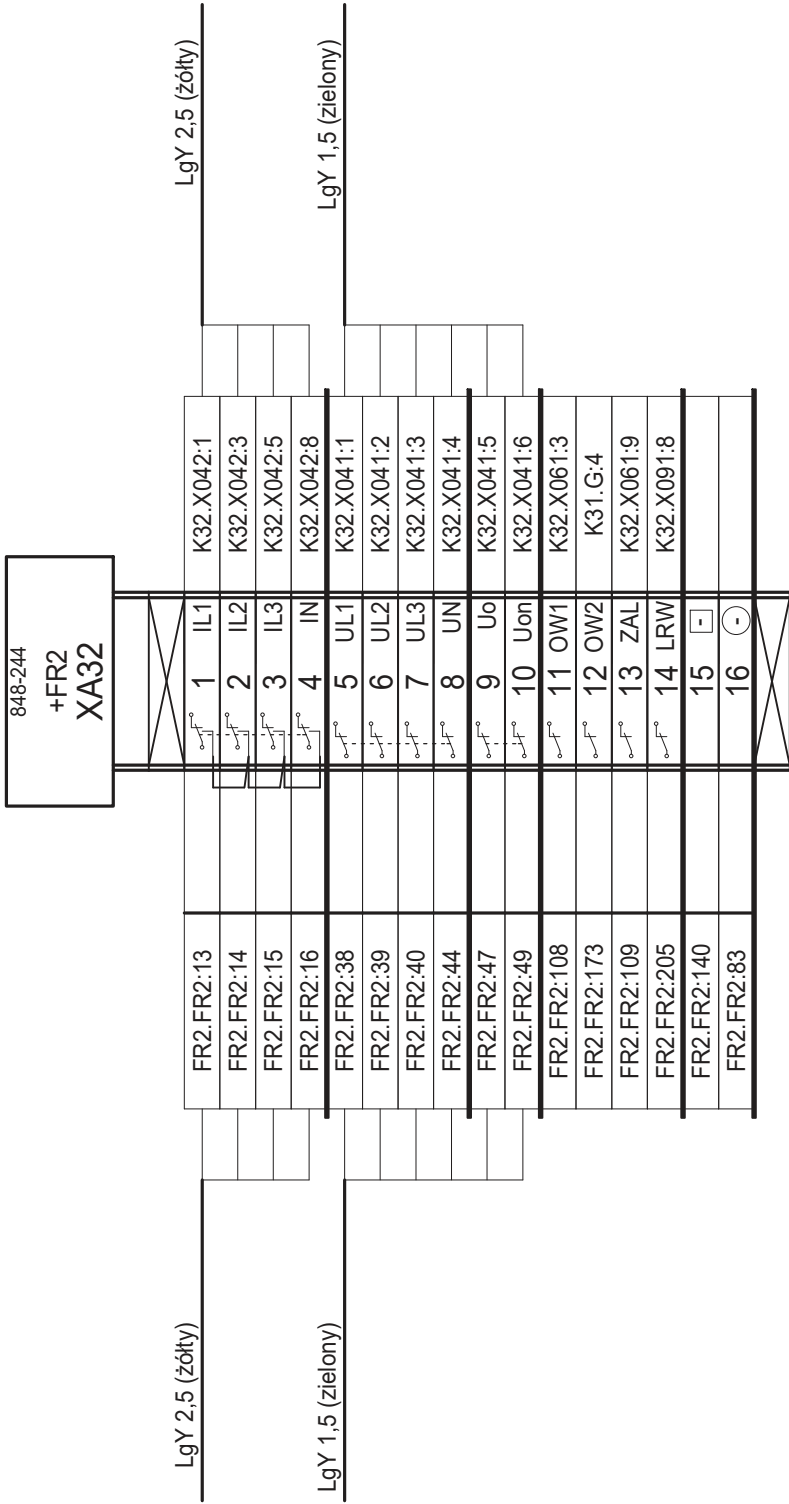 848-244
+FR2
XA32
LgY 2,5 (żółty)
LgY 2,5 (żółty)
LgY 1,5 (zielony)
LgY 1,5 (zielony)
FR2.FR2:13 1 IL1 K32.X042:1
FR2.FR2:14 2 IL2 K32.X042:3
FR2.FR2:15 3 IL3 K32.X042:5
FR2.FR2:16 4 IN K32.X042:8
FR2.FR2:38 5 UL1 K32.X041:1
FR2.FR2:39 6 UL2 K32.X041:2
FR2.FR2:40 7 UL3 K32.X041:3
FR2.FR2:44 8 UN K32.X041:4
FR2.FR2:47 9 Uo K32.X041:5
FR2.FR2:49 10 Uon K32.X041:6
FR2.FR2:108 11 OW1 K32.X061:3
FR2.FR2:173 12 OW2 K31.G:4
FR2.FR2:109 13 ZAL K32.X061:9
FR2.FR2:205 14 LRW K32.X091:8
FR2.FR2:140 15 -
FR2.FR2:83 16 -